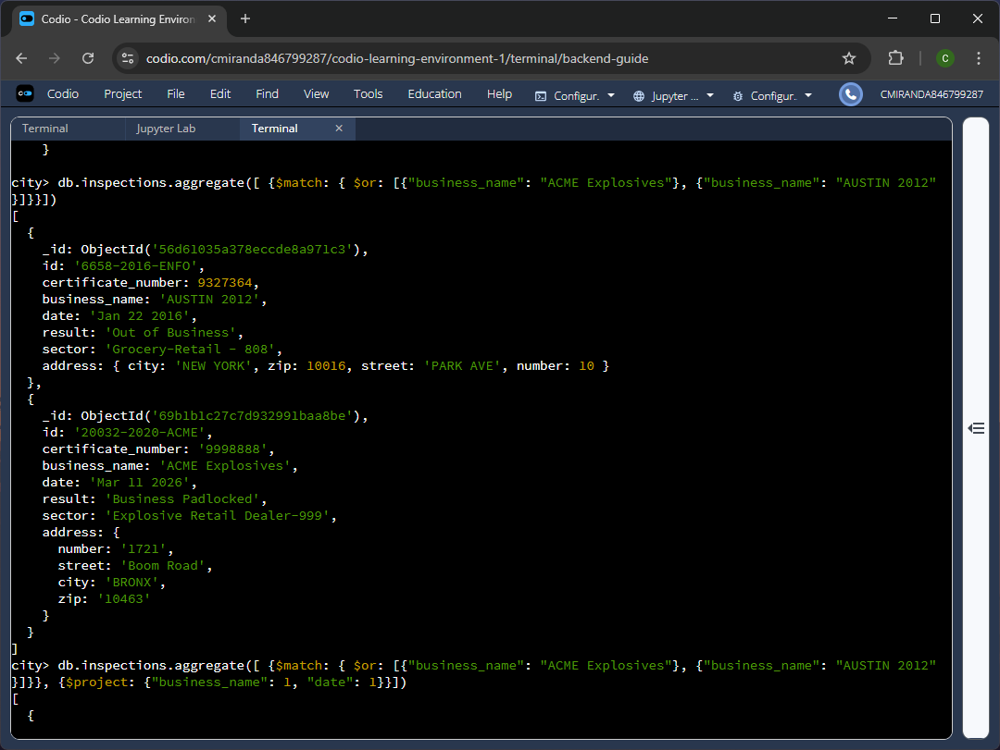 Codio - Codio Learning Environ
codio.com/cmiranda846799287/codio-learning-environment-1/terminal/backend-guide
C
Codio Project File Edit Find View Tools Education Help Configur. Jupyter ... Configur.. CMIRANDA846799287
Terminal Jupyter Lab Terminal
}
city> db.inspections.aggregate([ {$match: { $or: [{"business_name": "ACME Explosives"}, {"business_name": "AUSTIN 2012"
}]}}])
[
{
_id: ObjectId('56d61035a378eccde8a971c3'),
id: '6658-2016-ENFO',
certificate_number: 9327364,
business_name: 'AUSTIN 2012',
date: 'Jan 22 2016',
result: 'Out of Business',
sector: 'Grocery-Retail - 808',
address: { city: 'NEW YORK', zip: 10016, street: 'PARK AVE', number: 10 }
},
{
_id: ObjectId('69b1b1c27c7d932991baa8be'),
id: '20032-2020-ACME',
certificate_number: '9998888',
business_name: 'ACME Explosives',
date: 'Mar 11 2026',
result: 'Business Padlocked',
sector: 'Explosive Retail Dealer-999',
address: {
number: '1721',
street: 'Boom Road',
city: 'BRONX',
zip: '10463'
}
}
]
city> db.inspections.aggregate([ {$match: { $or: [{"business_name": "ACME Explosives"}, {"business_name": "AUSTIN 2012"
}]}}, {$project: {"business_name": 1, "date": 1}}])
[
{